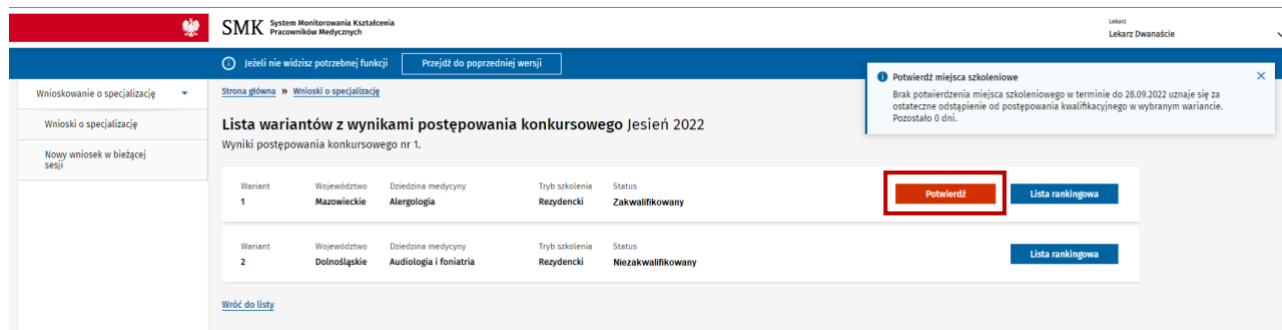 SMK System Monitorowania Kształcenia
Pracowników Medycznych
Lekarz
Lekarz Dwanaście
Jeżeli nie widzisz potrzebnej funkcji Przejdź do poprzedniej wersji
Potwierdź miejsca szkoleniowe
Brak potwierdzenia miejsca szkoleniowego w terminie do 28.09.2022 uznaje się za
ostateczne odstąpienie od postępowania kwalifikacyjnego w wybranym wariancie.
Pozostało 0 dni.
Wnioskowanie o specjalizację
Wnioski o specjalizację
Nowy wniosek w bieżącej
sesji
Strona główna » Wnioski o specjalizację
Lista wariantów z wynikami postępowania konkursowego Jesień 2022
Wyniki postępowania konkursowego nr 1.
Wariant Województwo Dziedzina medycyny Tryb szkolenia Status
1 Mazowieckie Alergologia Rezydencki Zakwalifikowany
Potwierdź Lista rankingowa
Wariant Województwo Dziedzina medycyny Tryb szkolenia Status
2 Dolnośląskie Audiologia i foniatria Rezydencki Niezakwalifikowany
Lista rankingowa
Wróć do listy